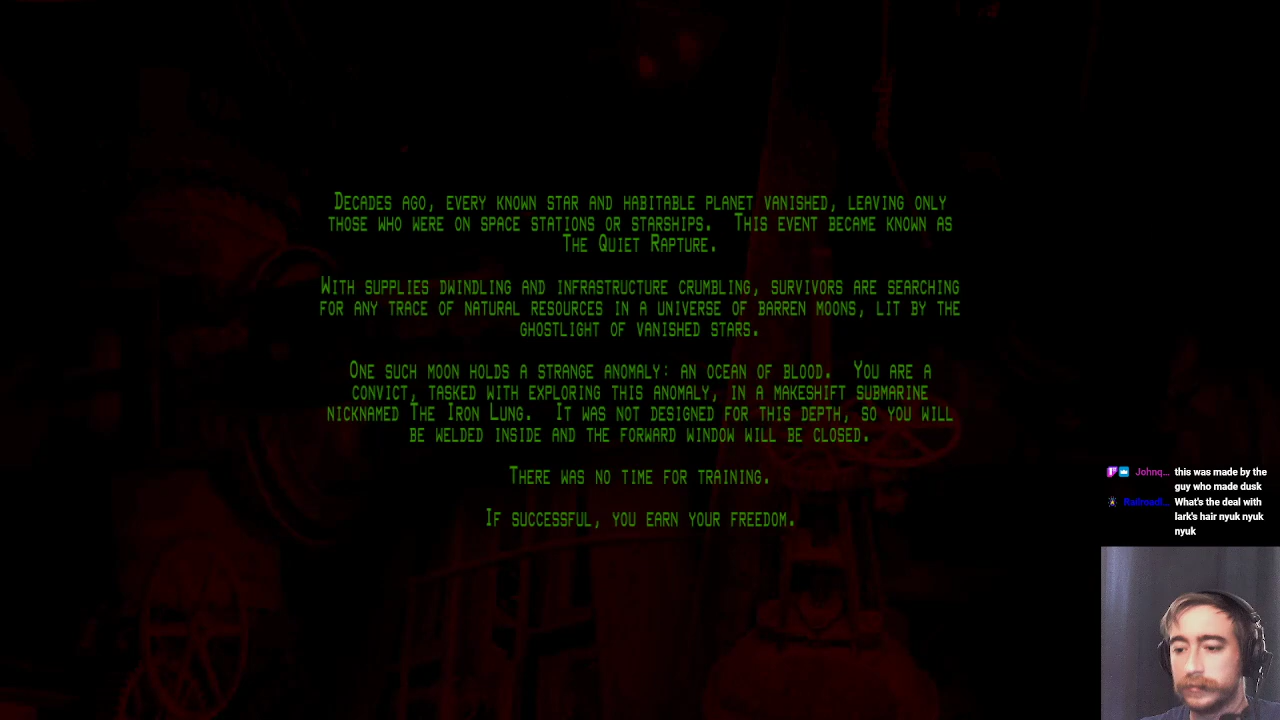 Decades ago, every known star and habitable planet vanished, leaving only
those who were on space stations or starships. This event became known as
The Quiet Rapture.
With supplies dwindling and infrastructure crumbling, survivors are searching
for any trace of natural resources in a universe of barren moons, lit by the
ghostlight of vanished stars.
One such moon holds a strange anomaly: an ocean of blood. You are a
convict, tasked with exploring this anomaly, in a makeshift submarine
nicknamed The Iron Lung. It was not designed for this depth, so you will
be welded inside and the forward window will be closed.
There was no time for training.
If successful, you earn your freedom.
Johnq... this was made by the
guy who made dusk
Railroadl... What's the deal with
lark's hair nyuk nyuk
nyuk